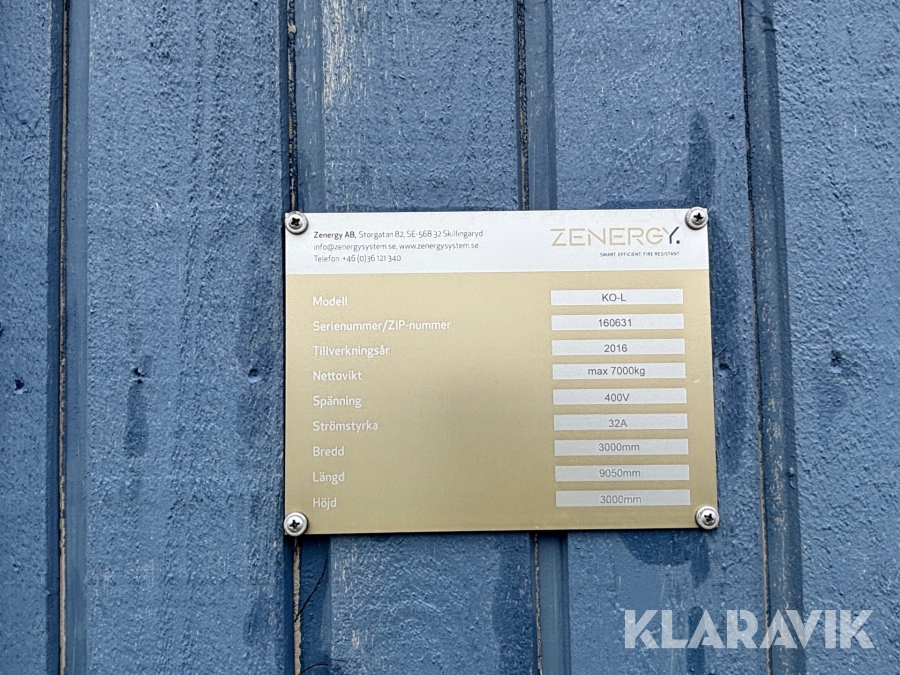 Zenergy AB, Storgatan 82, SE-568 32 Skillingaryd
info@zenergysystem.se, www.zenergysystem.se
Telefon +46 (0)36 121 340
ZENERGY.
SMART. EFFICIENT. FIRE RESISTANT
Modell KO-L
Serienummer/ZIP-nummer 160631
Tillverkningsår 2016
Nettovikt max 7000kg
Spänning 400V
Strömstyrka 32A
Bredd 3000mm
Längd 9050mm
Höjd 3000mm
KLARAVIK